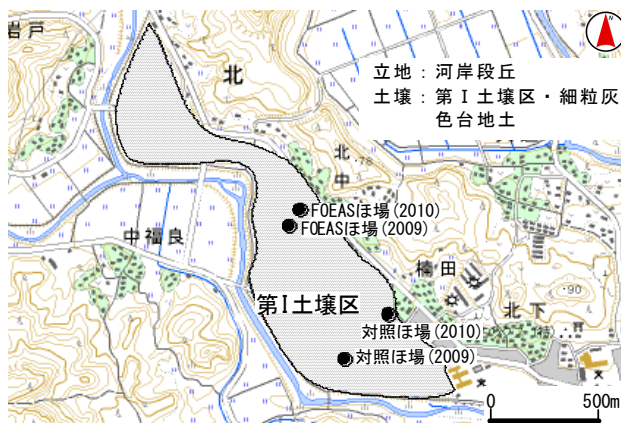 岩戸
北
N
立地：河岸段丘
土壌：第Ⅰ土壌区・細粒灰
色台地土
北
中
・78
FOEASほ場(2010)
FOEASほ場(2009)
中福良
楠田
・90
北下
第Ⅰ土壌区
対照ほ場(2010)
対照ほ場(2009)
0
500m